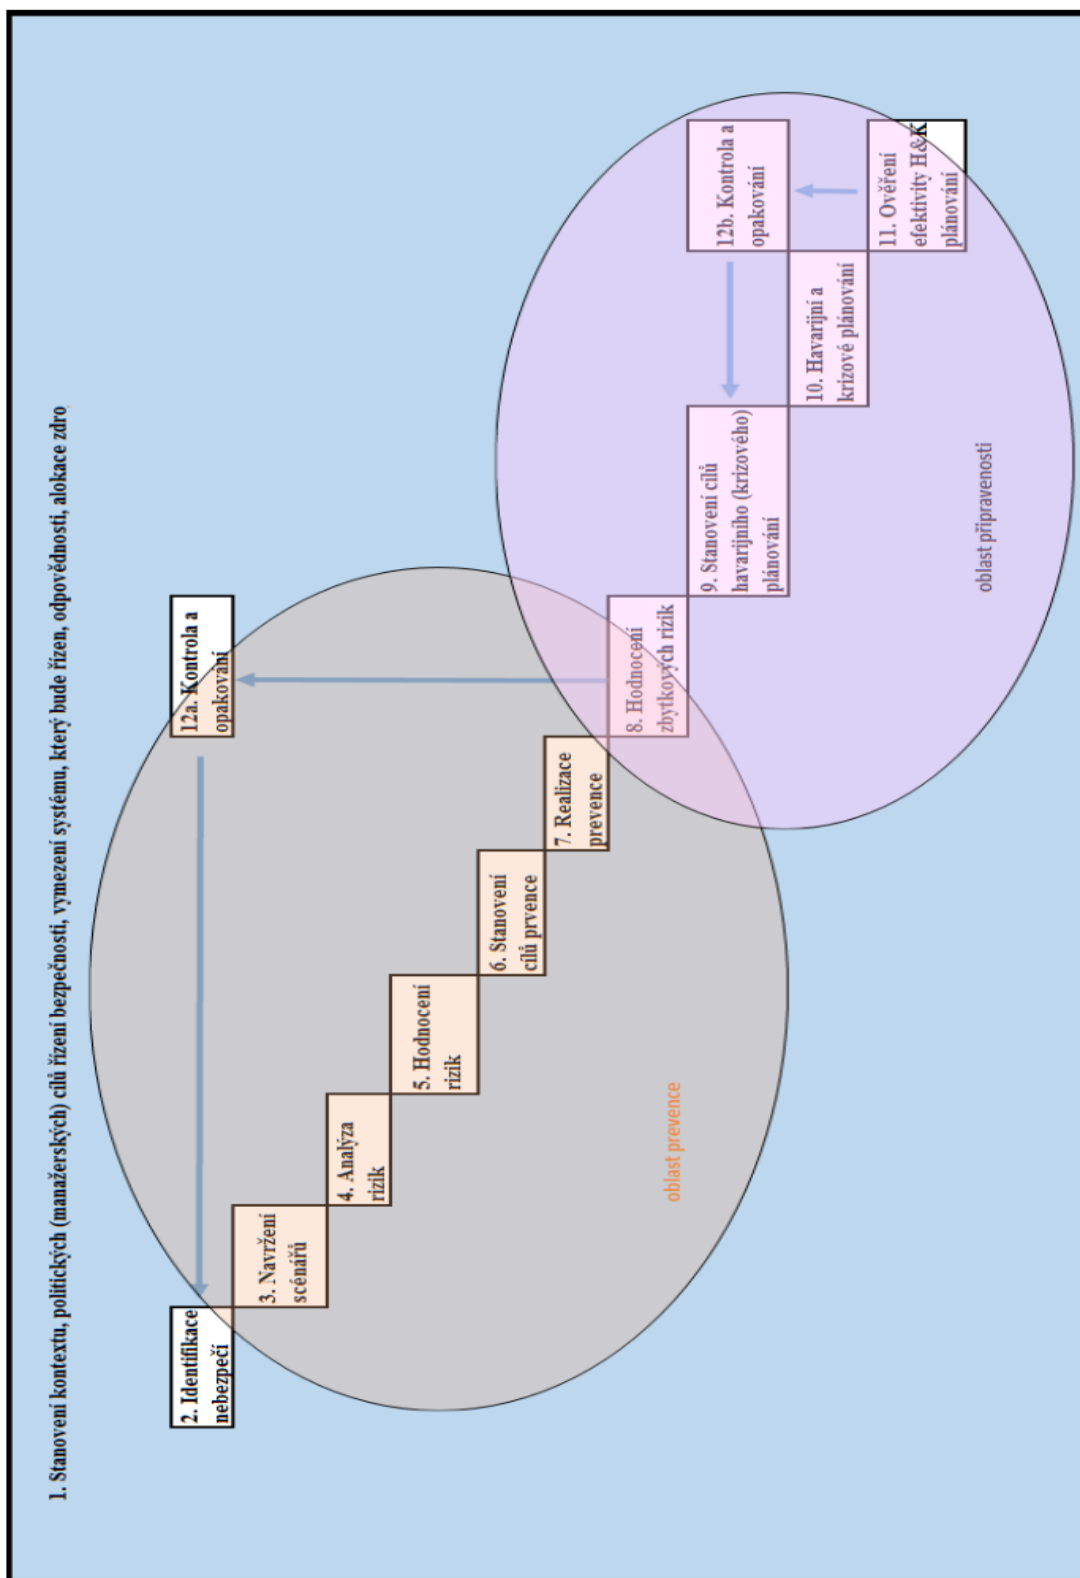 1. Stanovení kontextu, politických (manažerských) cílů řízení bezpečnosti, vymezení systému, který bude řízen, odpovědnosti, alokace zdro
2. Identifikace
nebezpečí
3. Navržení
scénářů
4. Analýza
rizik
5. Hodnocení
rizik
6. Stanovení
cílů prvence
7. Realizace
prevence
8. Hodnocení
zbytkových rizik
12a. Kontrola a
opakování
oblast prevence
9. Stanovení cílů
havarijního (krizového)
plánování
10. Havarijní a
krizové plánování
11. Ověření
efektivity H&K
plánování
12b. Kontrola a
opakování
oblast připravenosti